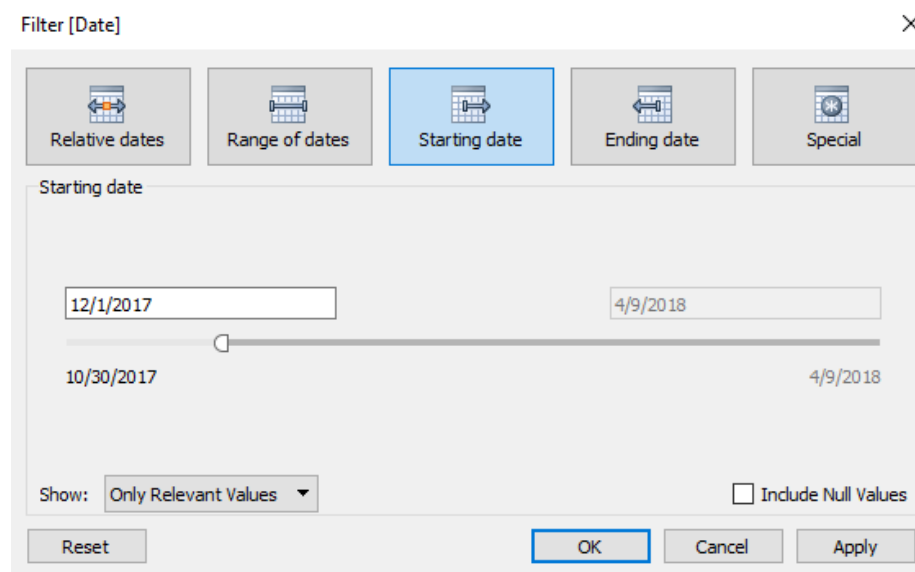 Filter [Date]
Relative dates
Range of dates
Starting date
Ending date
Special
Starting date
12/1/2017
4/9/2018
10/30/2017
4/9/2018
Show:
Only Relevant Values
Include Null Values
Reset
OK
Cancel
Apply